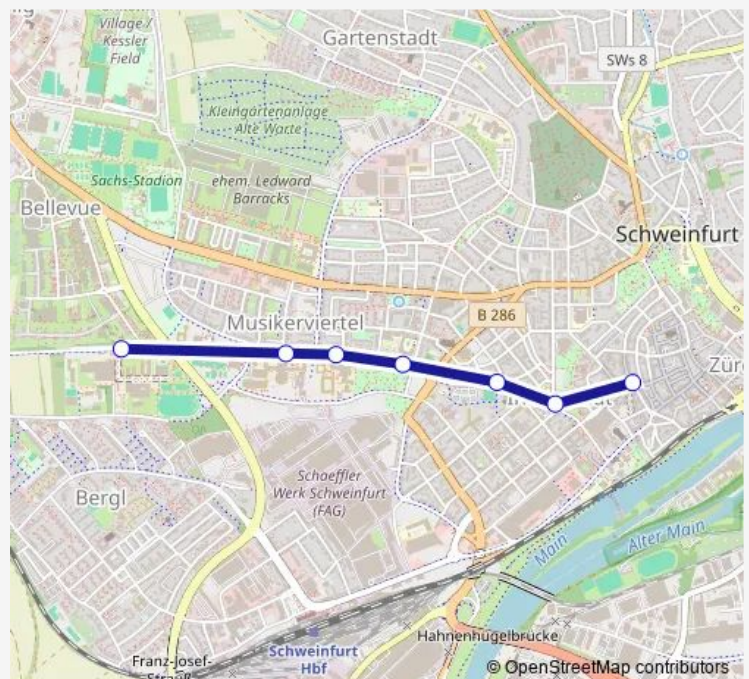 Village /
Kessler
Field
Gartenstadt
SWs 8
Kleingartenanlage
Alte Warte
Sachs-Stadion
ehem. Ledward
Barracks
Bellevue
Schweinfurt
Musikerviertel
B 286
Zür
Schaeffler
Werk Schweinfurt
(FAG)
Bergl
Main
Alter Main
Hahnenhügelbrücke
Schweinfurt
Hbf
Franz-Josef-
Strauß
© OpenStreetMap contributors